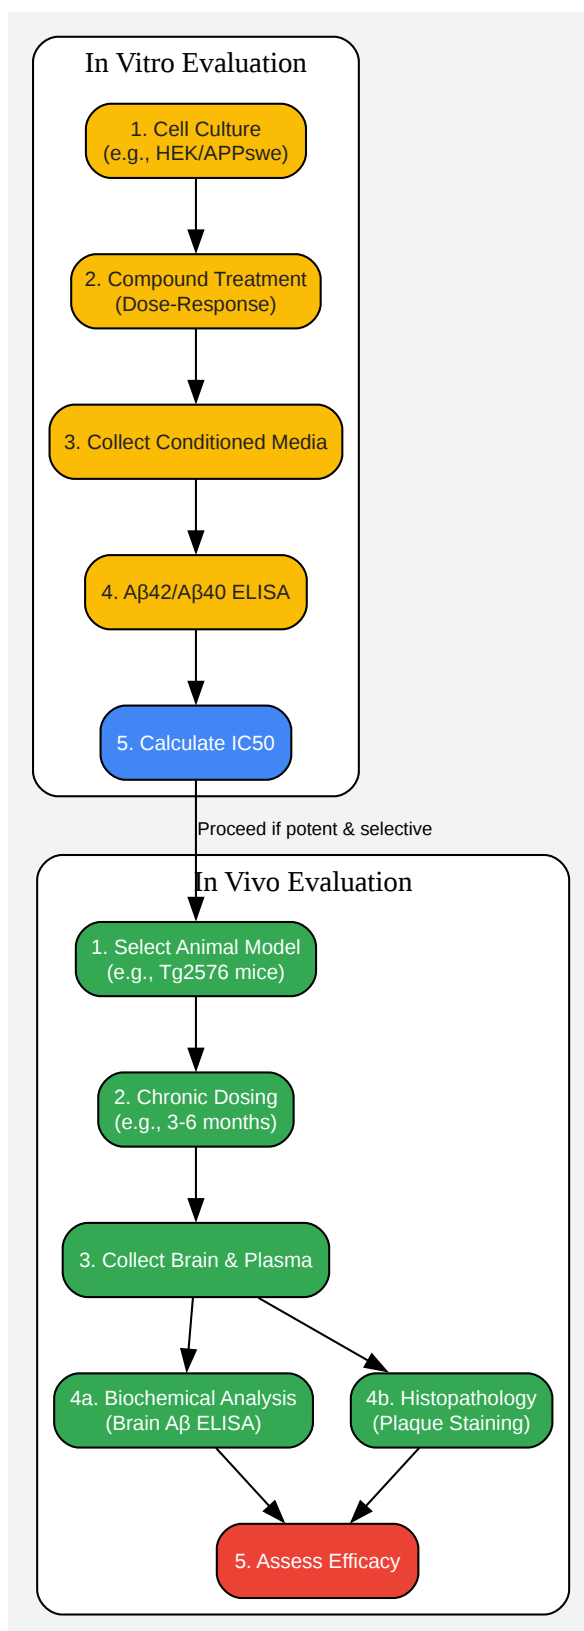 In Vitro Evaluation
1. Cell Culture
(e.g., HEK/APPswe)
2. Compound Treatment
(Dose-Response)
3. Collect Conditioned Media
4. Aβ42/Aβ40 ELISA
5. Calculate IC50
Proceed if potent & selective
In Vivo Evaluation
1. Select Animal Model
(e.g., Tg2576 mice)
2. Chronic Dosing
(e.g., 3-6 months)
3. Collect Brain & Plasma
4a. Biochemical Analysis
(Brain Aβ ELISA)
4b. Histopathology
(Plaque Staining)
5. Assess Efficacy